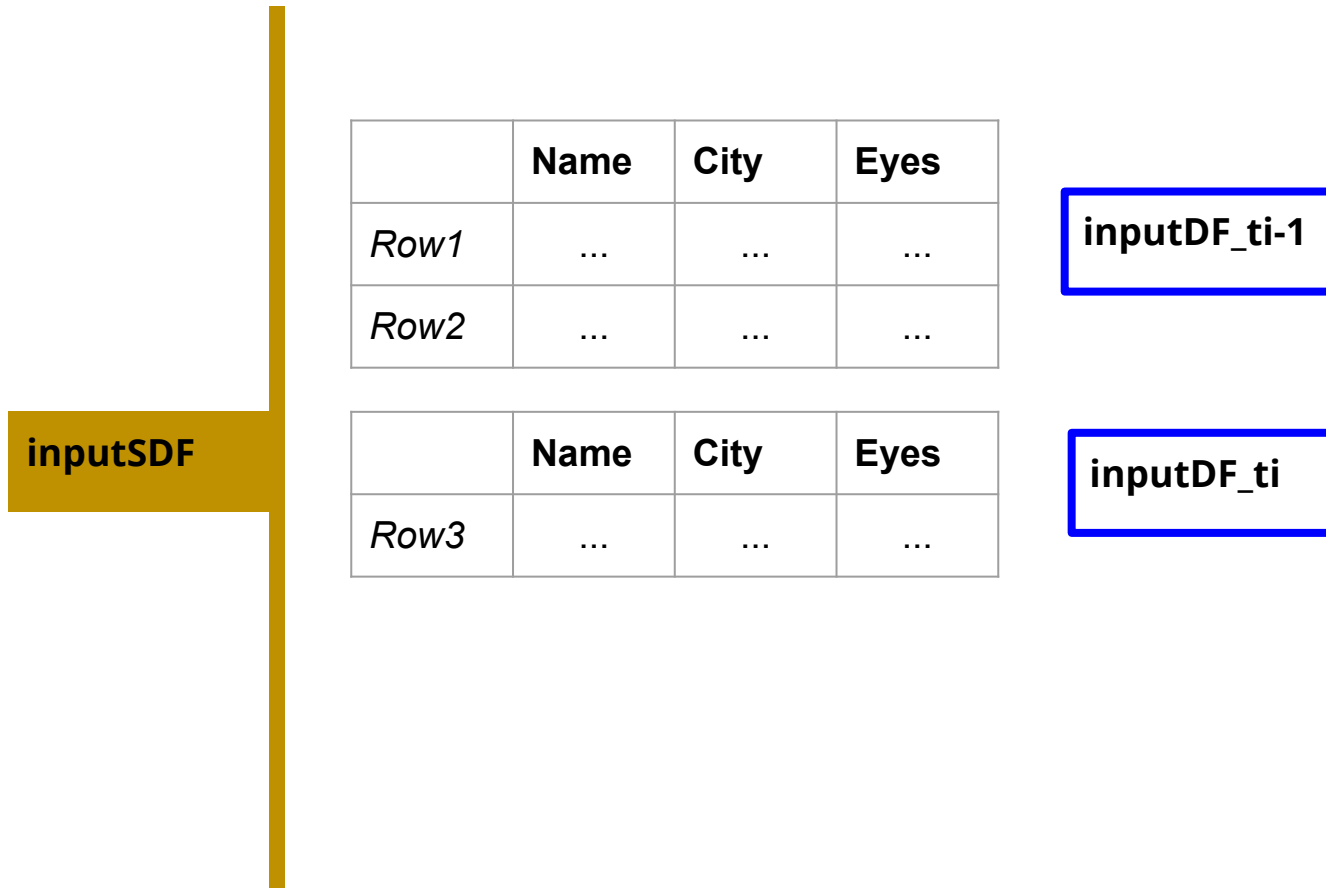 Name City Eyes
Row1 ... ... ...
Row2 ... ... ...
inputDF_ti-1
inputSDF
Name City Eyes
Row3 ... ... ...
inputDF_ti